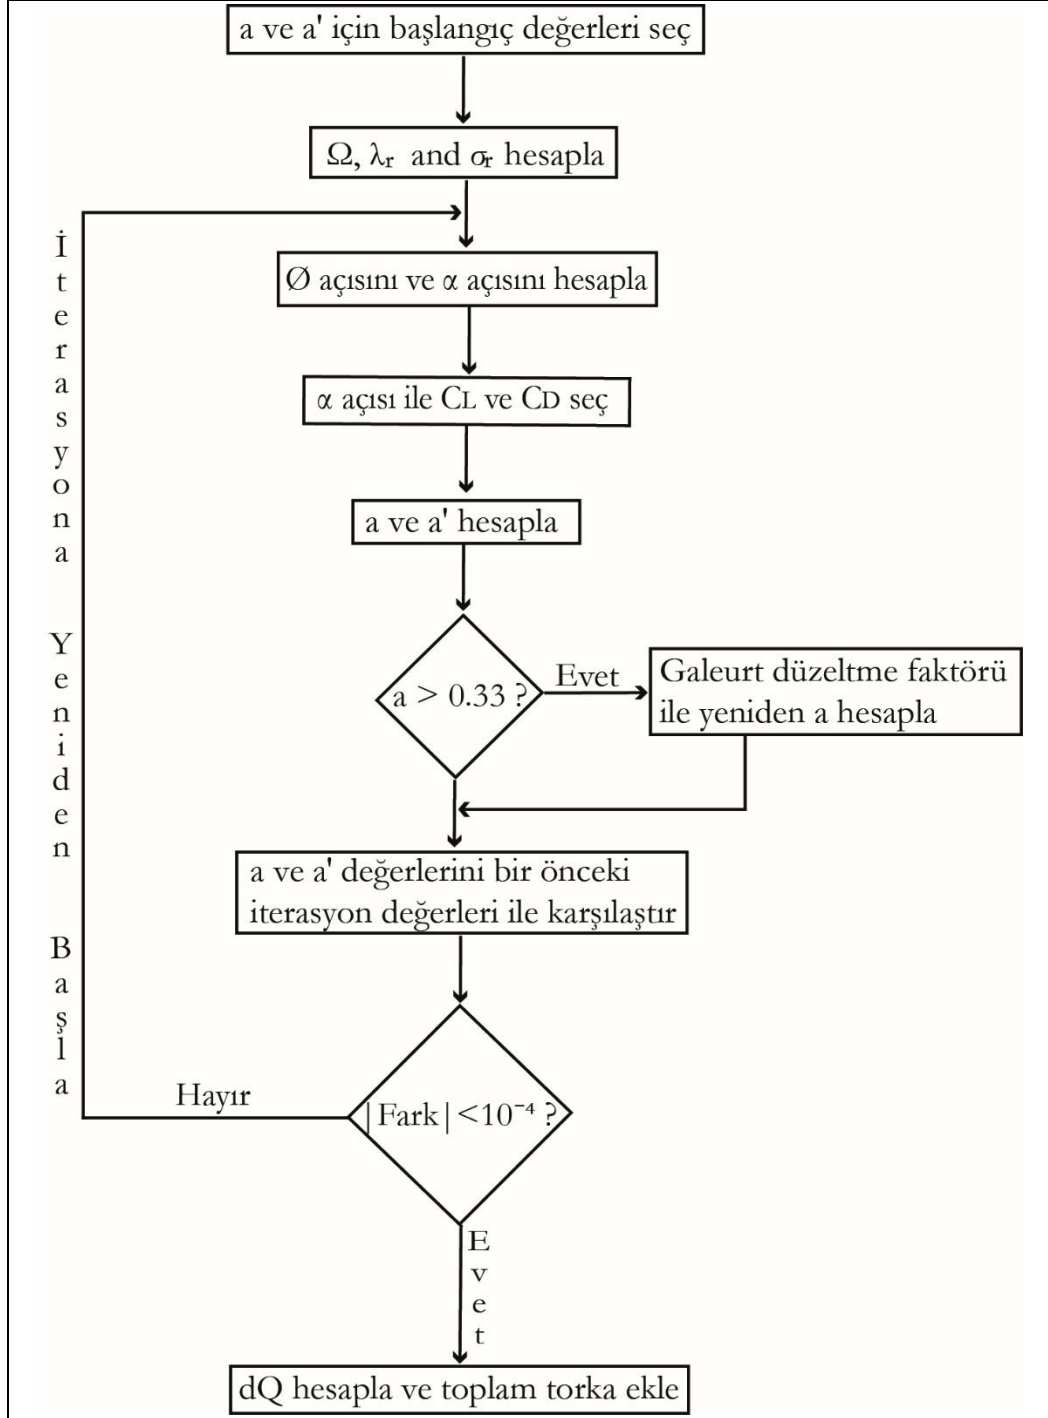 a ve a' için başlangıç değerleri seç
Ω, λr and σr hesapla
Ø açısını ve α açısını hesapla
α açısı ile CL ve CD seç
a ve a' hesapla
a > 0.33 ?
Evet
Galeurt düzeltme faktörü
ile yeniden a hesapla
a ve a' değerlerini bir önceki
iterasyon değerleri ile karşılaştır
|Fark|<10⁻⁴ ?
Hayır
İterasyona Yeniden Başla
Evet
dQ hesapla ve toplam torka ekle